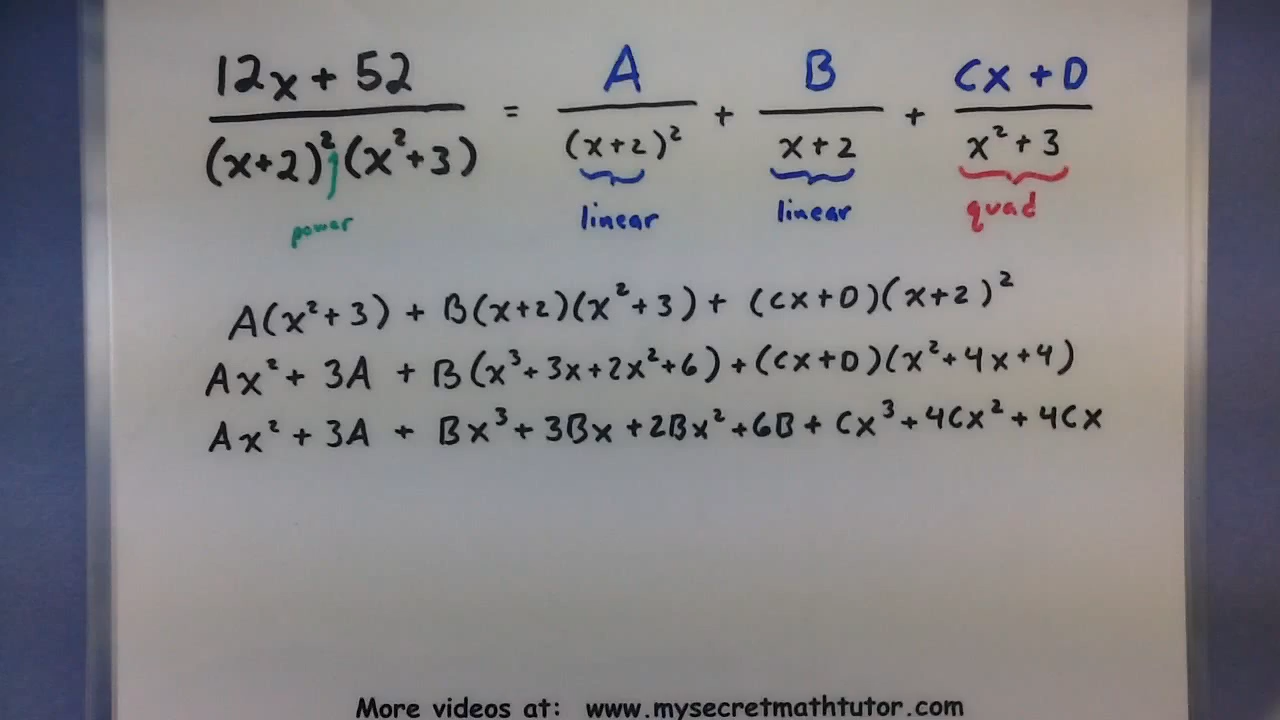 12x + 52 / (x+2)² (x²+3) = A / (x+2)² + B / x+2 + Cx + D / x² + 3
power
linear
linear
quad
A(x²+3) + B(x+2)(x²+3) + (Cx+D)(x+2)²
Ax² + 3A + B(x³+3x+2x²+6) + (Cx+D)(x²+4x+4)
Ax² + 3A + Bx³ + 3Bx + 2Bx² + 6B + Cx³ + 4Cx² + 4Cx
More videos at: www.mysecretmathtutor.com